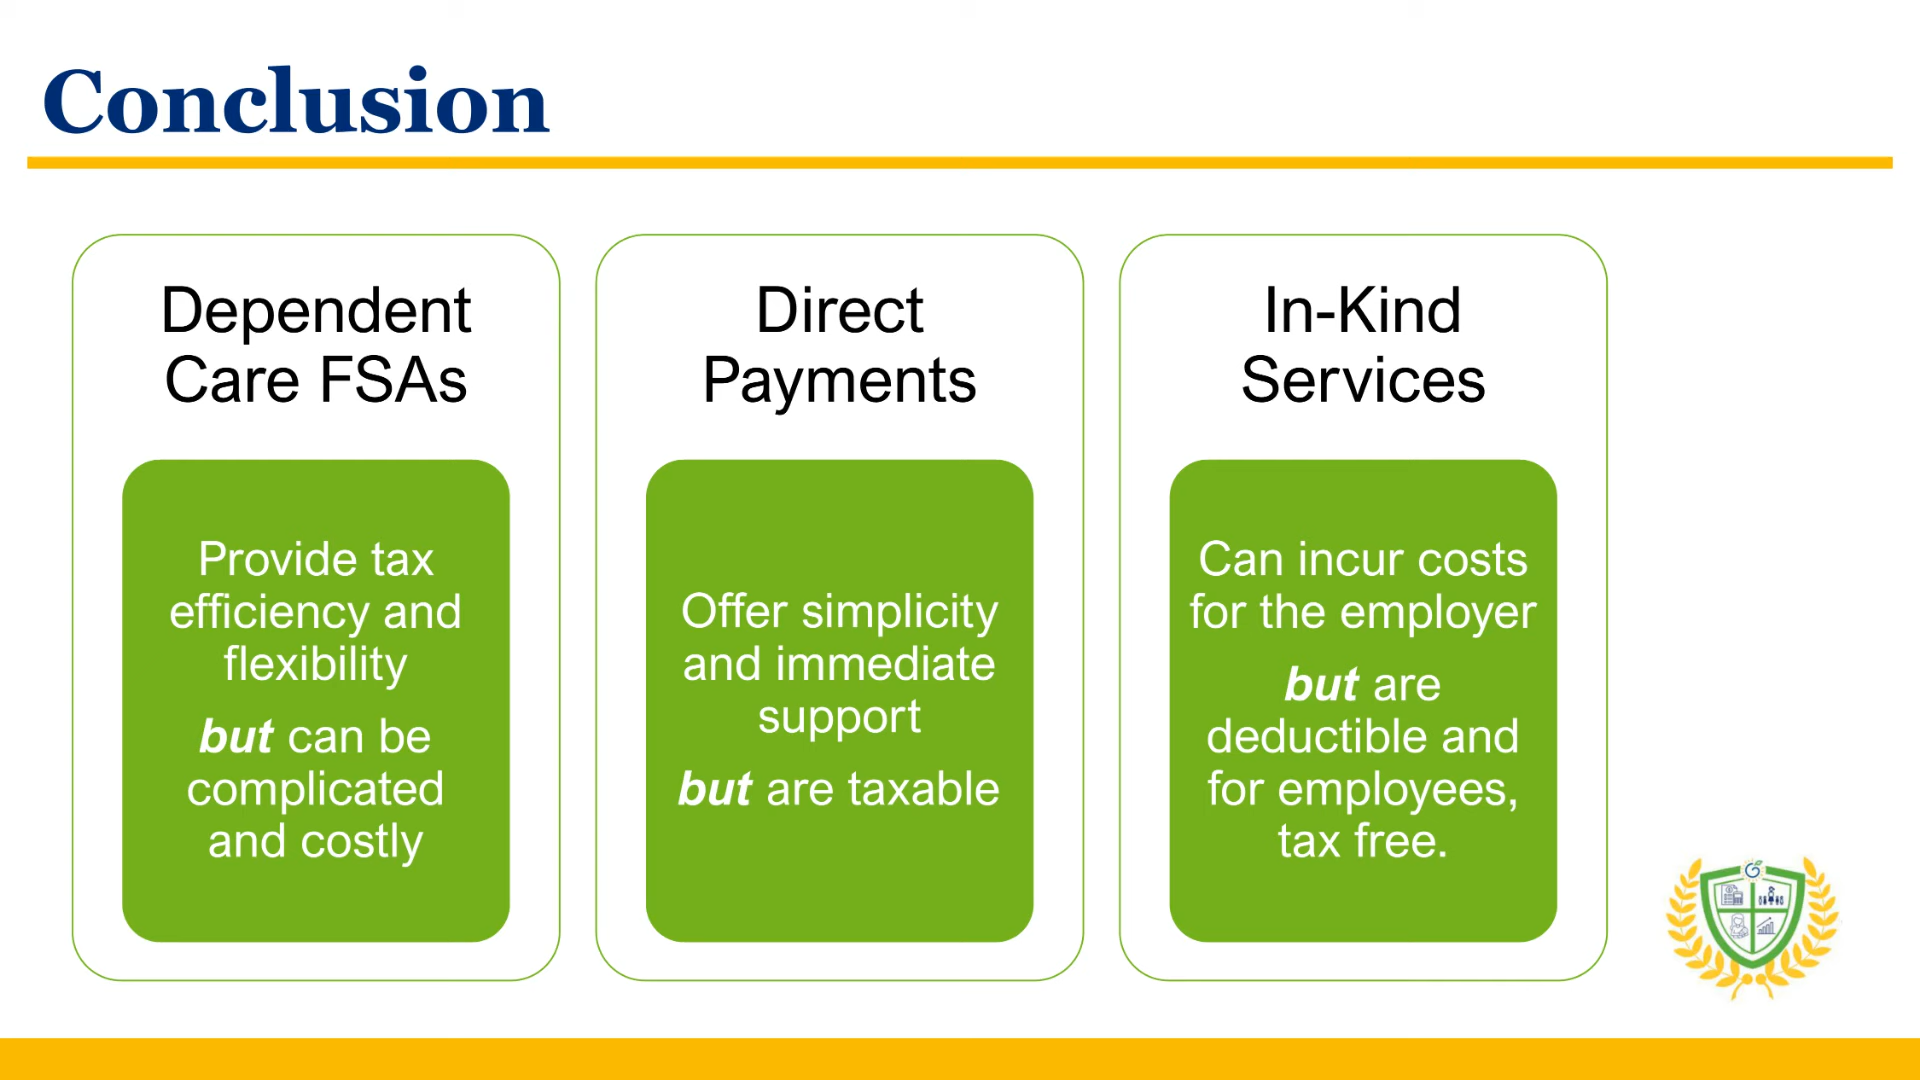 Conclusion
Dependent
Care FSAs
Provide tax
efficiency and
flexibility
but can be
complicated
and costly
Direct
Payments
Offer simplicity
and immediate
support
but are taxable
In-Kind
Services
Can incur costs
for the employer
but are
deductible and
for employees,
tax free.